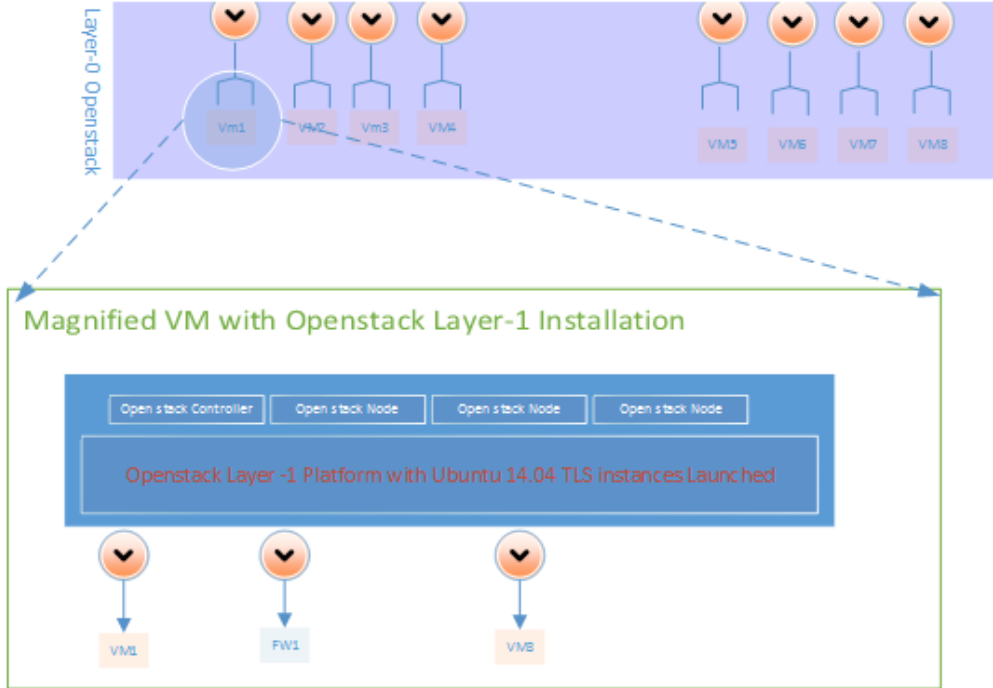 Layer-0 Openstack
Vm1
VM2
Vm3
VM4
VM5
VM6
VM7
VM8
Magnified VM with Openstack Layer-1 Installation
Open stack Controller
Open stack Node
Open stack Node
Open stack Node
Openstack Layer -1 Platform with Ubuntu 14.04 TLS instances Launched
VM1
FW1
VM8